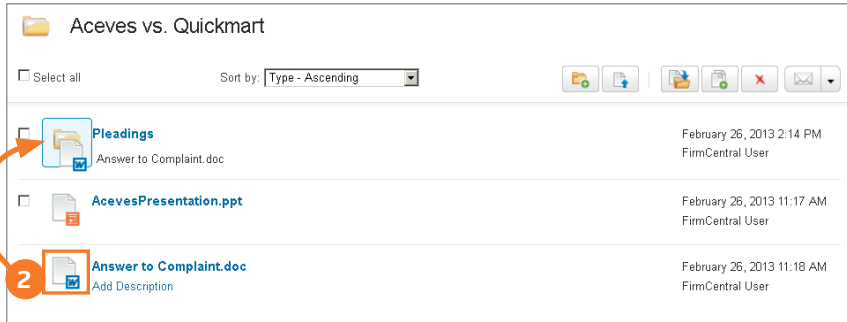 Aceves vs. Quickmart
Select all
Sort by: Type - Ascending
Pleadings
Answer to Complaint.doc
February 26, 2013 2:14 PM
FirmCentral User
AcevesPresentation.ppt
February 26, 2013 11:17 AM
FirmCentral User
2
Answer to Complaint.doc
Add Description
February 26, 2013 11:18 AM
FirmCentral User